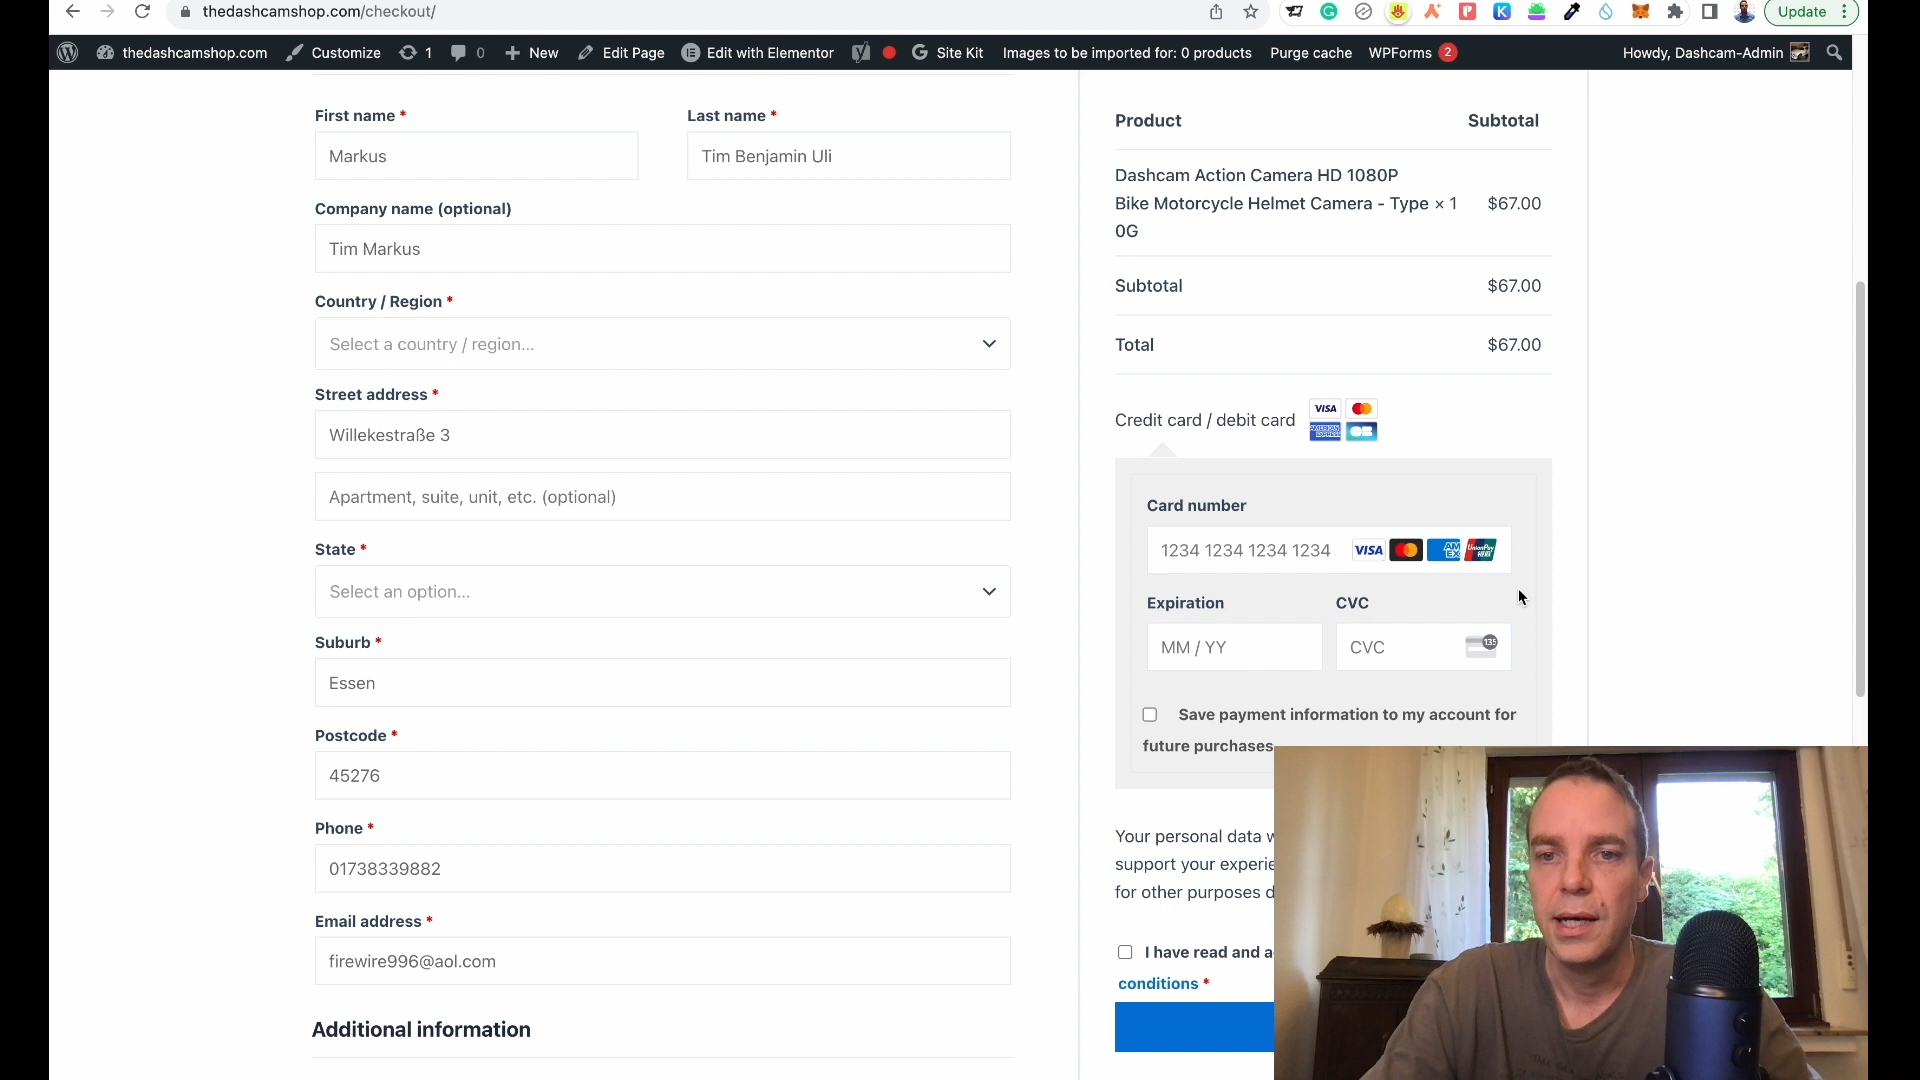 thedashcamshop.com/checkout/
Update
thedashcamshop.com Customize 1 0 New Edit Page Edit with Elementor Site Kit Images to be imported for: 0 products Purge cache WPForms 2 Howdy, Dashcam-Admin
First name *
Last name *
Markus
Tim Benjamin Uli
Company name (optional)
Tim Markus
Country / Region *
Select a country / region...
Street address *
Willekestraße 3
Apartment, suite, unit, etc. (optional)
State *
Select an option...
Suburb *
Essen
Postcode *
45276
Phone *
01738339882
Email address *
firewire996@aol.com
Additional information
Product Subtotal
Dashcam Action Camera HD 1080P
Bike Motorcycle Helmet Camera - Type × 1 $67.00
0G
Subtotal $67.00
Total $67.00
Credit card / debit card
VISA
AMERICAN EXPRESS
CB
Card number
1234 1234 1234 1234 VISA AM EX UnionPay
Expiration
CVC
MM / YY
CVC 135
Save payment information to my account for
future purchases
Your personal data
support your
for other purposes
I have read and
conditions *